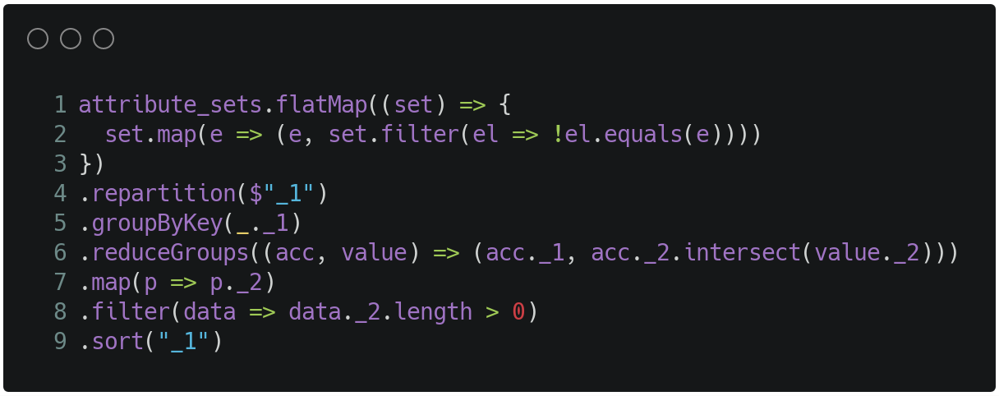 1 attribute_sets.flatMap((set) => {
2   set.map(e => (e, set.filter(el => !el.equals(e))))
3 })
4 .repartition($"_1")
5 .groupByKey(_._1)
6 .reduceGroups((acc, value) => (acc._1, acc._2.intersect(value._2)))
7 .map(p => p._2)
8 .filter(data => data._2.length > 0)
9 .sort("_1")